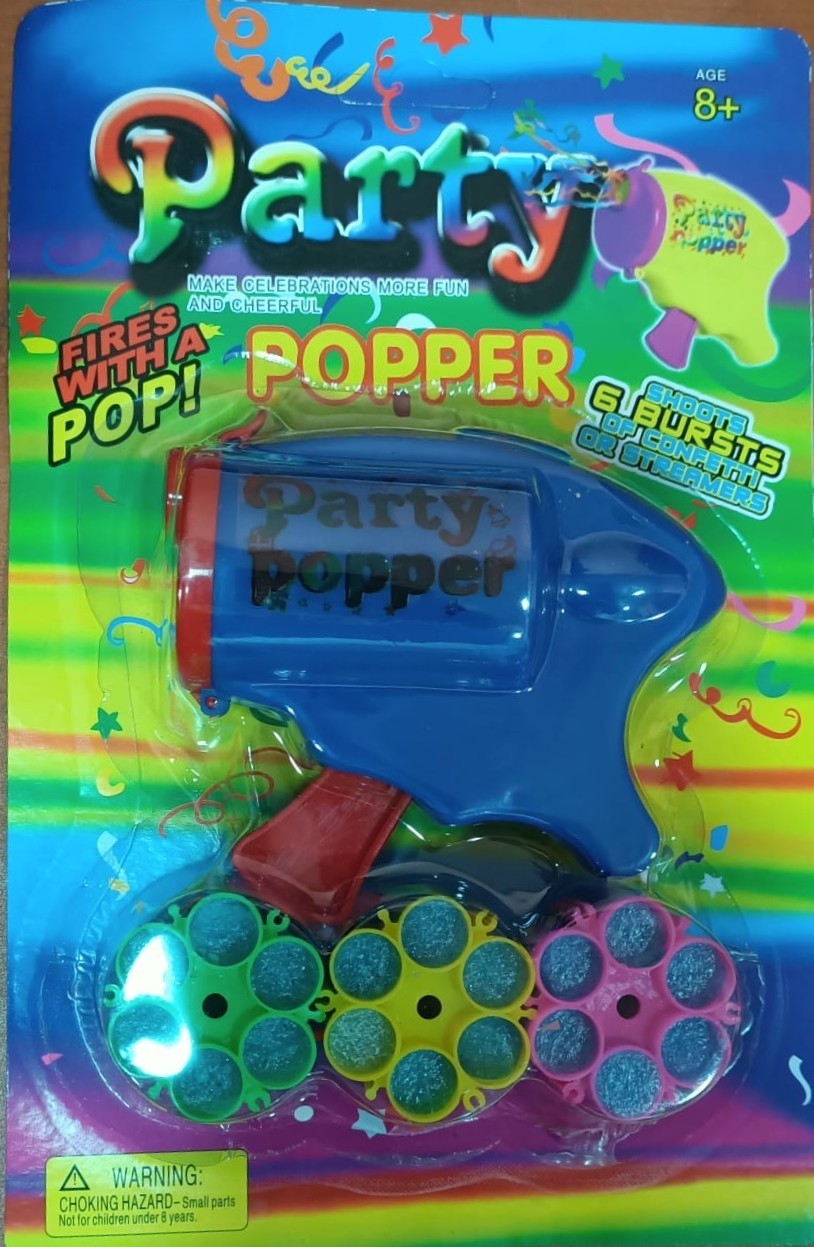 AGE
8+
Party
Party
Popper
MAKE CELEBRATIONS MORE FUN
AND CHEERFUL
FIRES
WITH A
POP!
POPPER
SHOOTS
6 BURSTS
OF CONFETTI
OR STREAMERS
Party
popper
WARNING:
CHOKING HAZARD–Small parts
Not for children under 8 years.